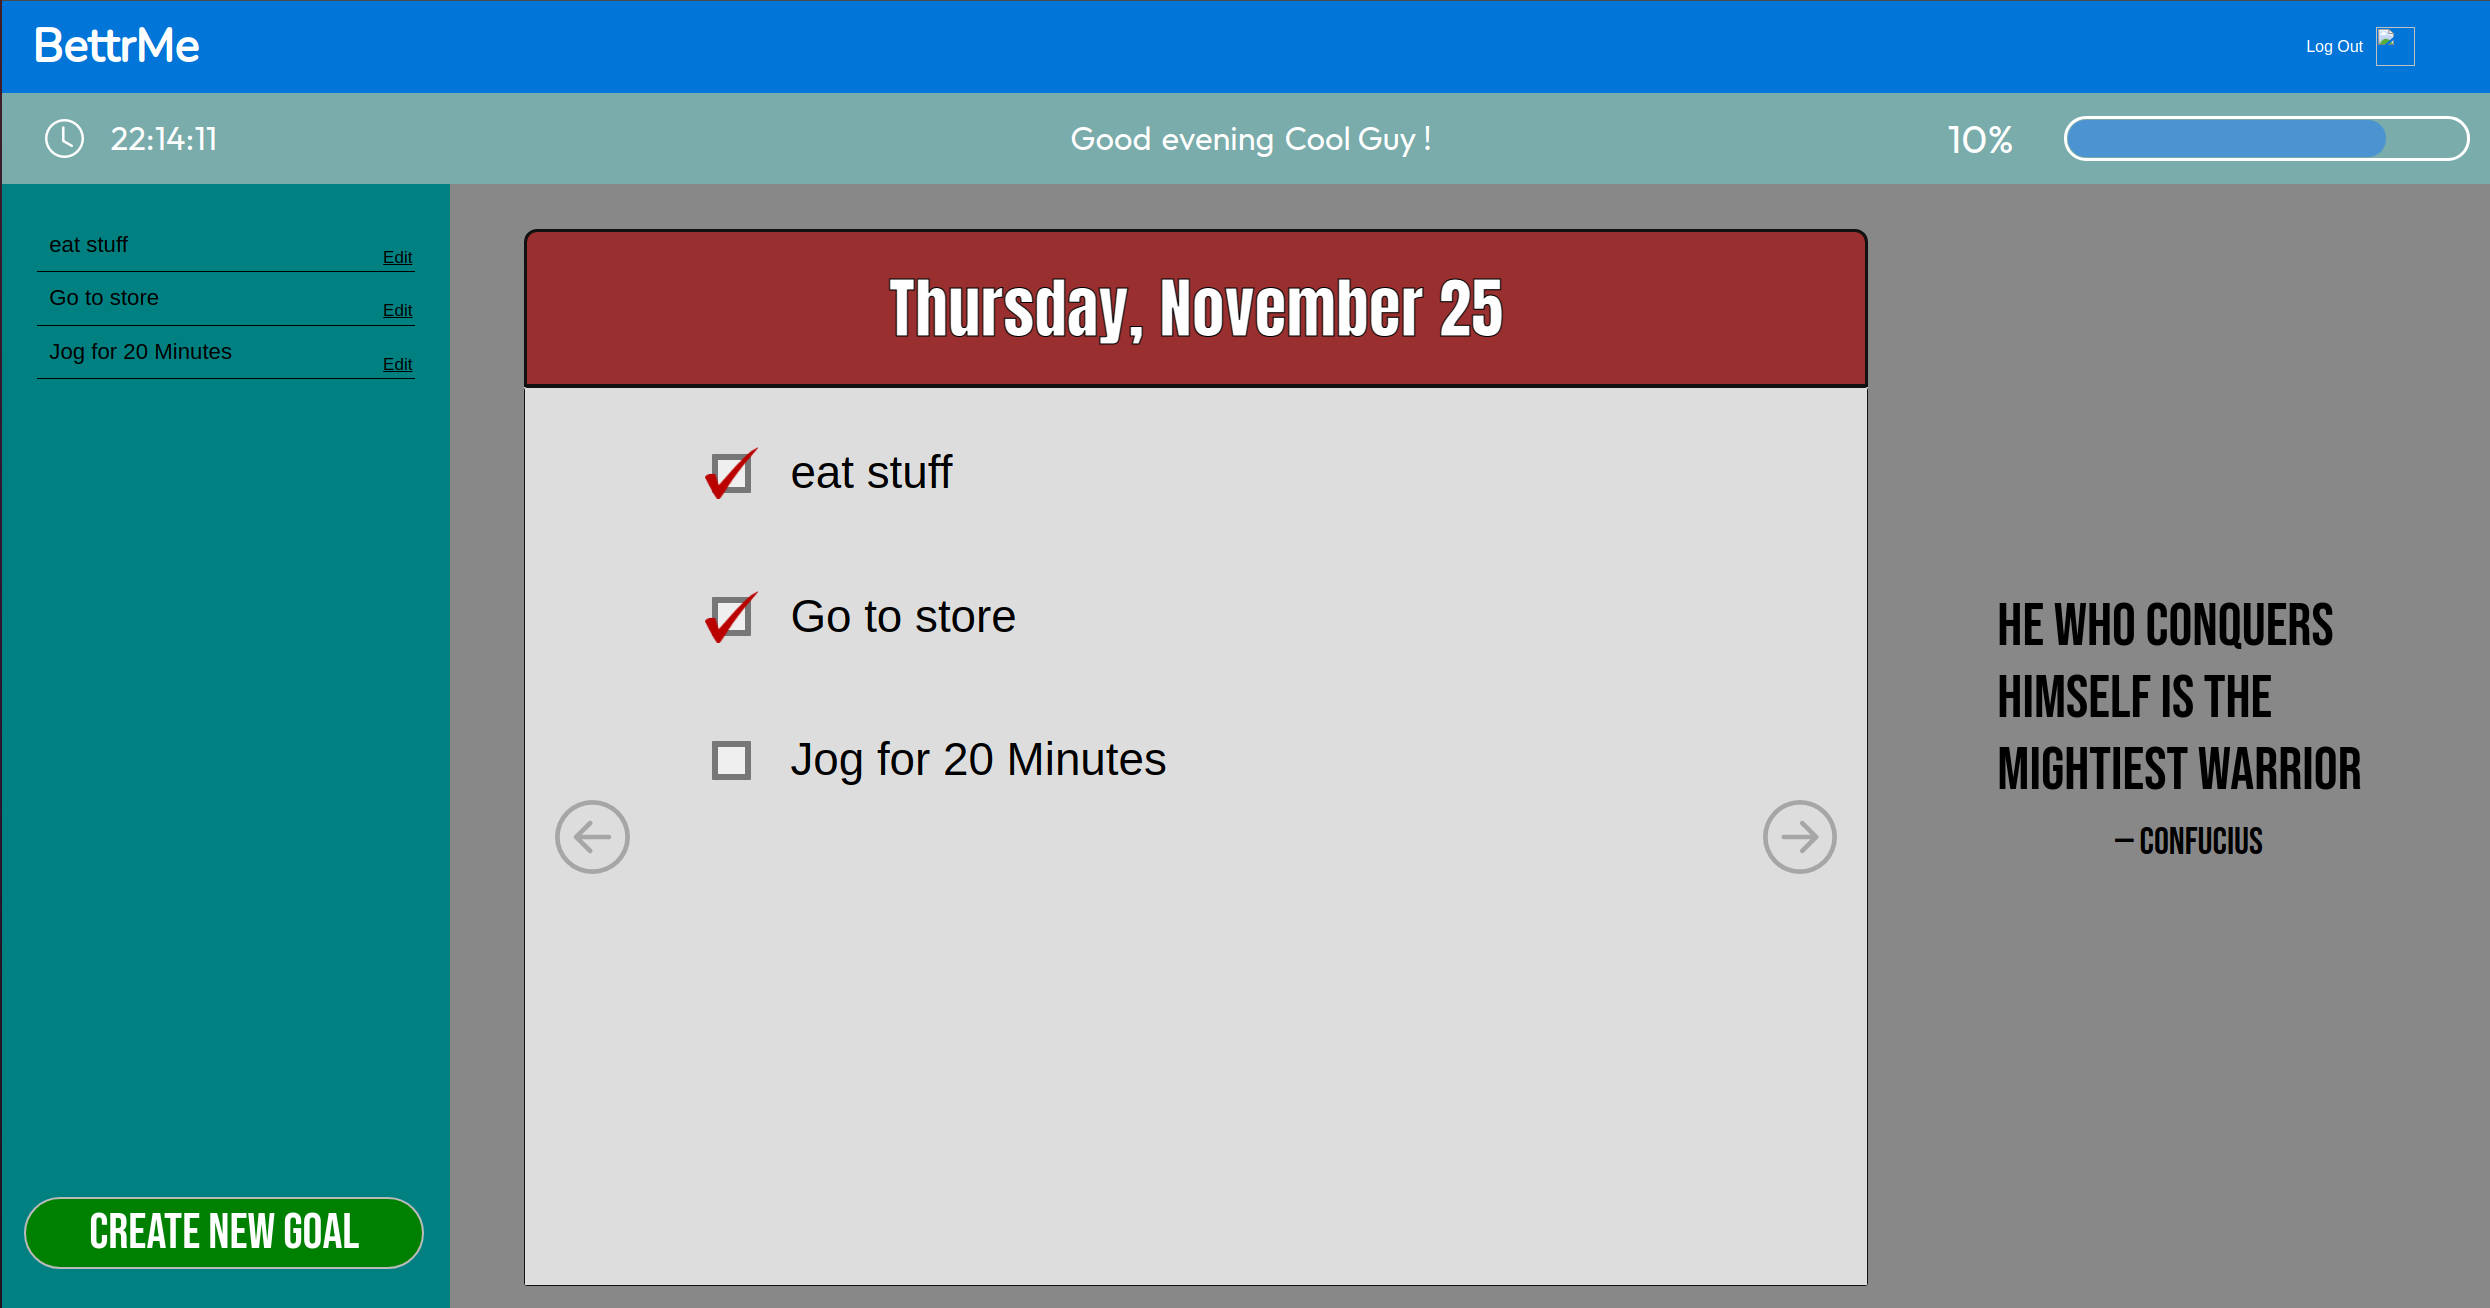 BettrMe
Log Out
22:14:11
Good evening Cool Guy !
10%
eat stuff
Edit
Go to store
Edit
Jog for 20 Minutes
Edit
CREATE NEW GOAL
Thursday, November 25
eat stuff
Go to store
Jog for 20 Minutes
HE WHO CONQUERS
HIMSELF IS THE
MIGHTIEST WARRIOR
– CONFUCIUS